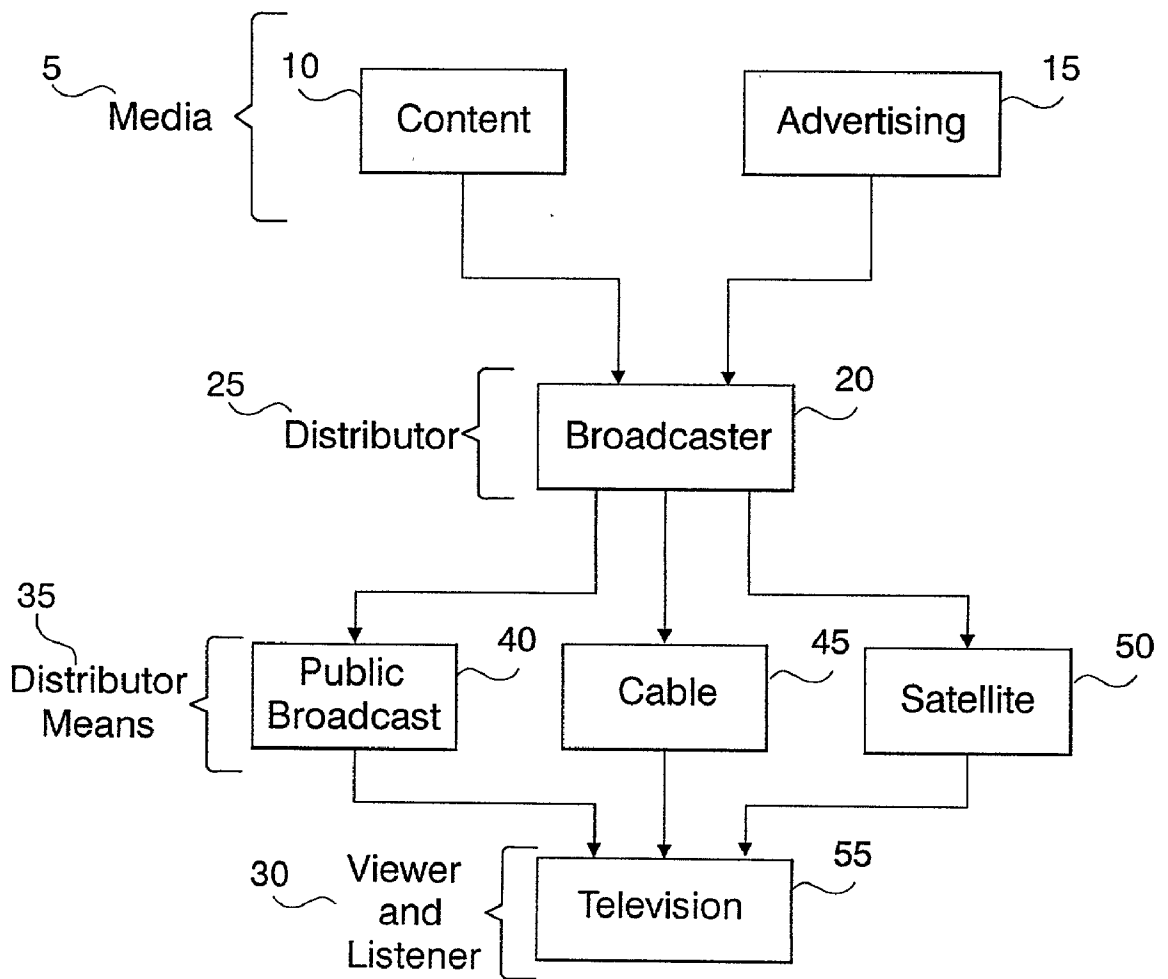 5
Media
10
Content
Advertising
15
25
Distributor
Broadcaster
20
35
Distributor
Means
Public
Broadcast
40
Cable
45
Satellite
50
30
Viewer
and
Listener
Television
55